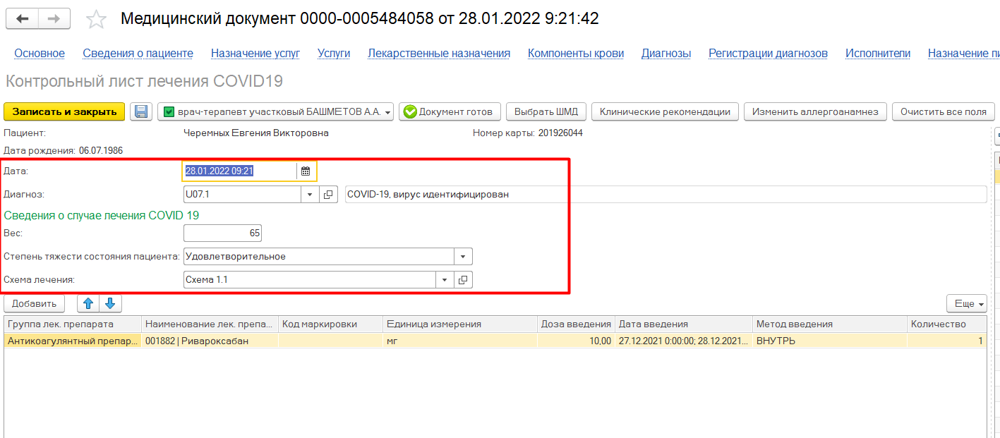 Медицинский документ 0000-0005484058 от 28.01.2022 9:21:42
Основное Сведения о пациенте Назначение услуг Услуги Лекарственные назначения Компоненты крови Диагнозы Регистрации диагнозов Исполнители Назначение пи
Контрольный лист лечения COVID19
Записать и закрыть врач-терапевт участковый БАШМЕТОВ А.А. Документ готов Выбрать ШМД Клинические рекомендации Изменить аллергоанамнез Очистить все поля
Пациент: Черемных Евгения Викторовна Номер карты: 201926044
Дата рождения: 06.07.1986
Дата: 28.01.2022 09:21
Диагноз: U07.1 COVID-19, вирус идентифицирован
Сведения о случае лечения COVID 19
Вес: 65
Степень тяжести состояния пациента: Удовлетворительное
Схема лечения: Схема 1.1
Добавить Еще
Группа лек. препарата Наименование лек. препа... Код маркировки Единица измерения Доза введения Дата введения Метод введения Количество
Антикоагулянтный препар... 001882 | Ривароксабан мг 10,00 27.12.2021 0:00:00; 28.12.2021... ВНУТРЬ 1